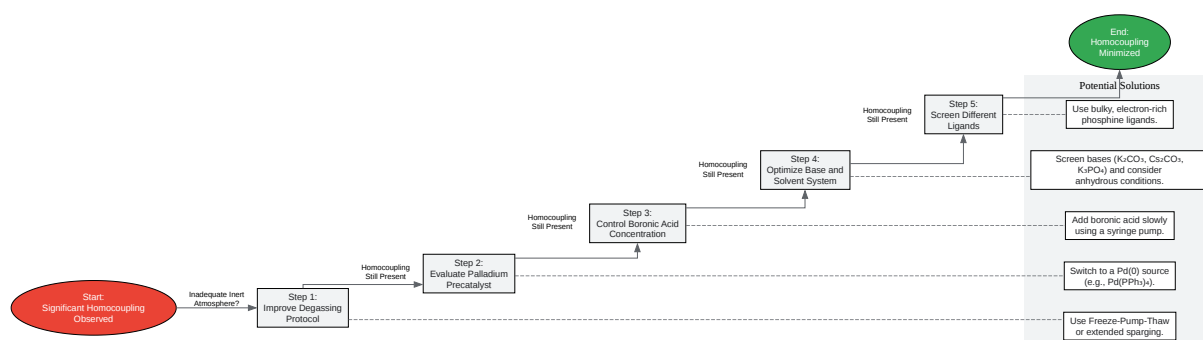 End:
Homocoupling
Minimized
Potential Solutions
Step 5:
Screen Different
Ligands
Homocoupling
Still Present
Use bulky, electron-rich
phosphine ligands.
Step 4:
Optimize Base and
Solvent System
Homocoupling
Still Present
Screen bases (K₂CO₃, Cs₂CO₃,
K₃PO₄) and consider
anhydrous conditions.
Step 3:
Control Boronic Acid
Concentration
Homocoupling
Still Present
Add boronic acid slowly
using a syringe pump.
Step 2:
Evaluate Palladium
Precatalyst
Homocoupling
Still Present
Switch to a Pd(0) source
(e.g., Pd(PPh₃)₄).
Start:
Significant Homocoupling
Observed
Inadequate Inert
Atmosphere?
Step 1:
Improve Degassing
Protocol
Use Freeze-Pump-Thaw
or extended sparging.